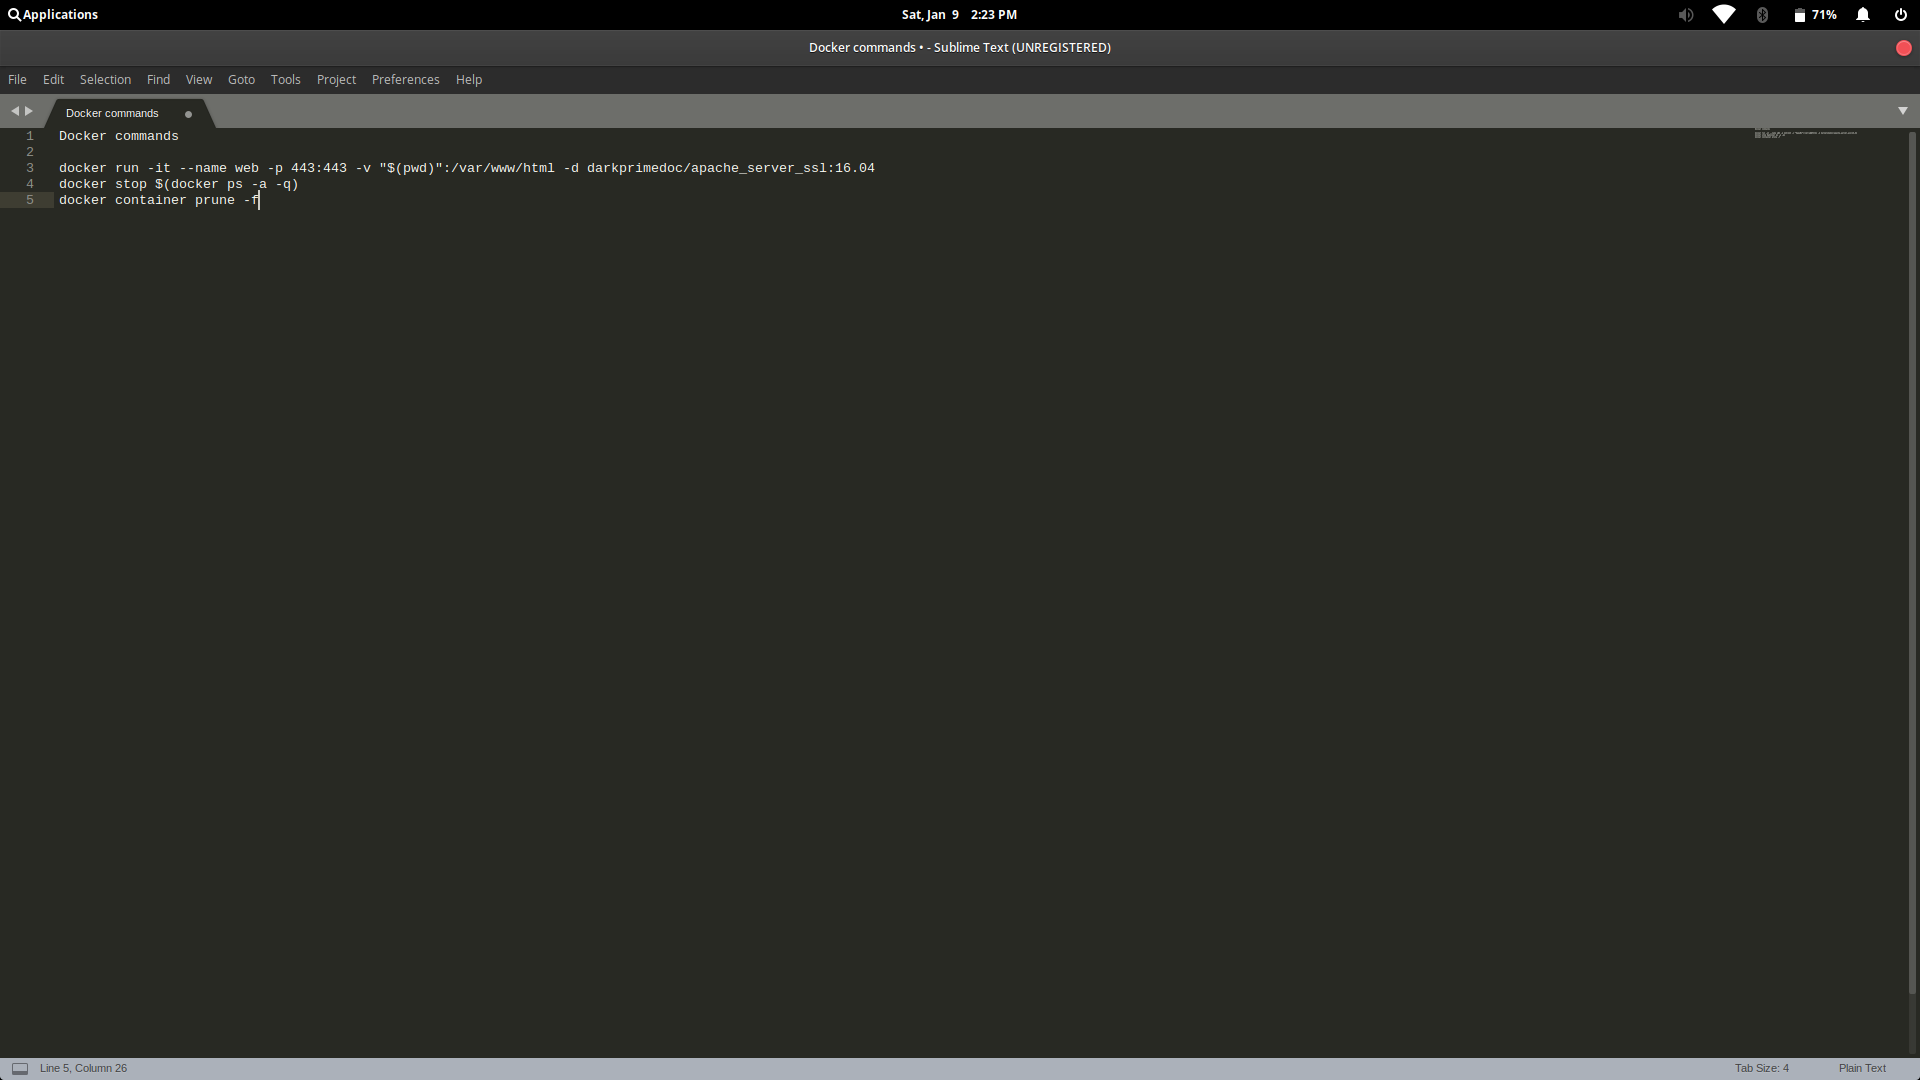 Applications
Sat, Jan 9 2:23 PM
71%
Docker commands • - Sublime Text (UNREGISTERED)
File Edit Selection Find View Goto Tools Project Preferences Help
Docker commands
1 Docker commands
2
3 docker run -it --name web -p 443:443 -v "$(pwd)":/var/www/html -d darkprimedoc/apache_server_ssl:16.04
4 docker stop $(docker ps -a -q)
5 docker container prune -f
Line 5, Column 26
Tab Size: 4
Plain Text